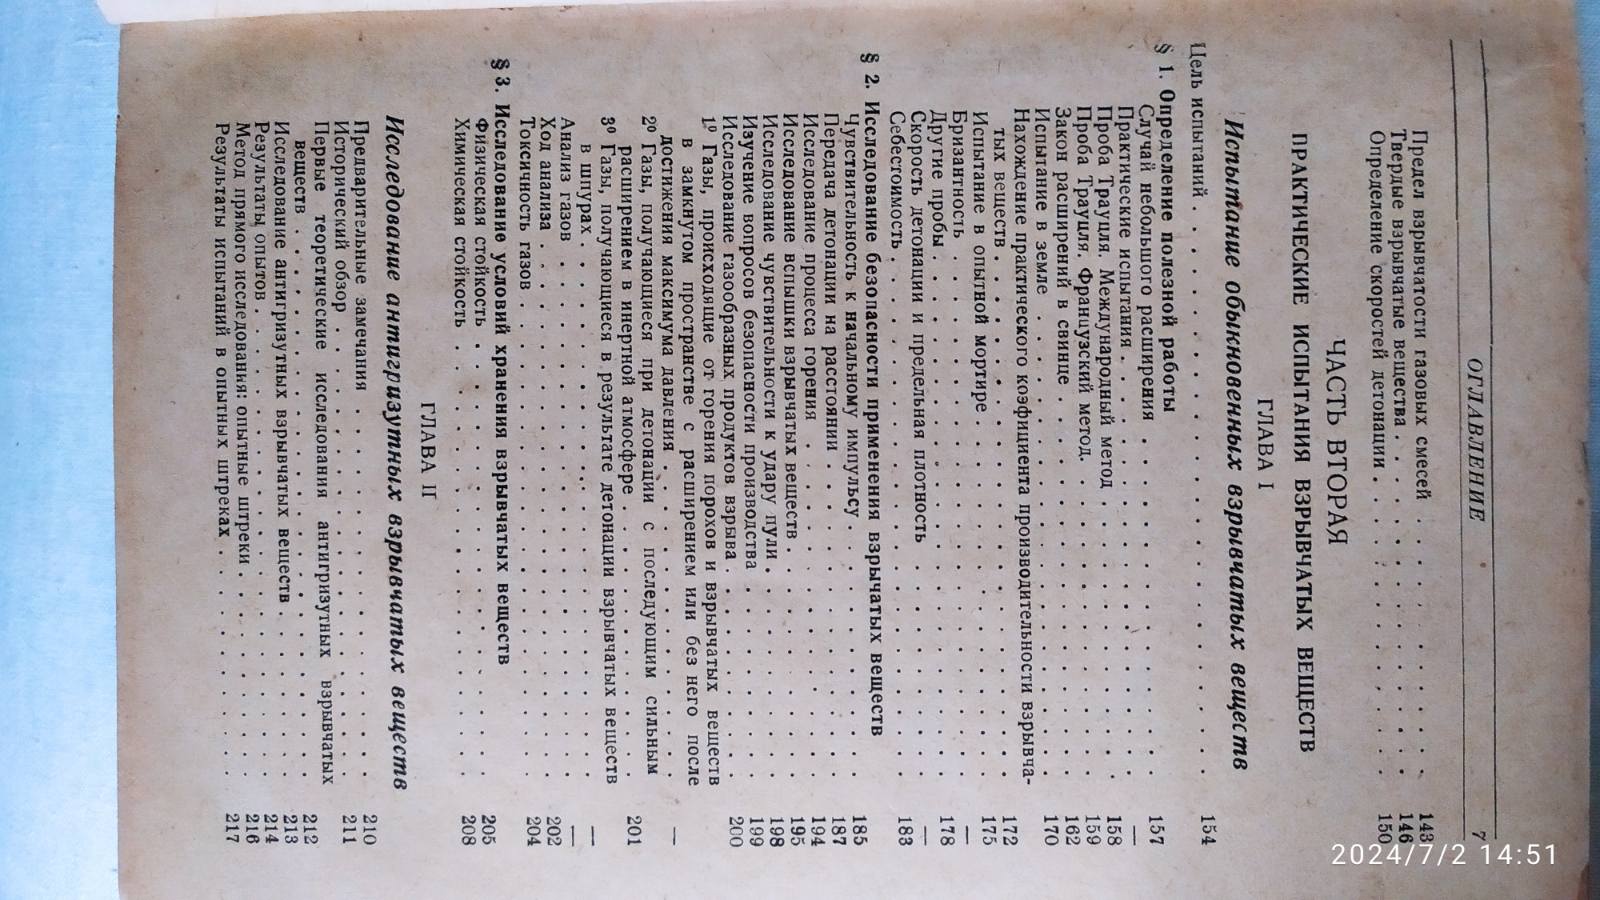 ОГЛАВЛЕНИЕ 7
Предел взрывчатости газовых смесей . . . . . . . . . . 143
Твердые взрывчатые вещества . . . . . . . . . . 146
Определение скоростей детонации . . . . . . . . . . 150
ЧАСТЬ ВТОРАЯ
ПРАКТИЧЕСКИЕ ИСПЫТАНИЯ ВЗРЫВЧАТЫХ ВЕЩЕСТВ
ГЛАВА I
Испытание обыкновенных взрывчатых веществ
Цель испытаний . . . . . . . . . . 154
§ 1. Определение полезной работы
Случай небольшого расширения . . . . . . . . . . 157
Практические испытания . . . . . . . . . . —
Проба Трауцля. Международный метод . . . . . . . . . . 158
Проба Трауцля. Французский метод . . . . . . . . . . 159
Закон расширений в свинце . . . . . . . . . . 162
Испытание в земле . . . . . . . . . . 170
Нахождение практического коэфициента производительности взрывча-
тых веществ . . . . . . . . . . 172
Испытание в опытной мортире . . . . . . . . . . 175
Бризантность . . . . . . . . . . —
Другие пробы . . . . . . . . . . 178
Скорость детонации и предельная плотность . . . . . . . . . . —
Себестоимость . . . . . . . . . . 183
§ 2. Исследование безопасности применения взрычатых веществ
Чувствительность к начальному импульсу . . . . . . . . . . 185
Передача детонации на расстоянии . . . . . . . . . . 187
Исследование процесса горения . . . . . . . . . . 194
Исследование вспышки взрывчатых веществ . . . . . . . . . . 195
Исследование чувствительности к удару пули . . . . . . . . . . 198
Изучение вопросов безопасности производства . . . . . . . . . . 199
Исследование газообразных продуктов взрыва . . . . . . . . . . 200
1º Газы, происходящие от горения порохов и взрывчатых веществ
в замкнутом пространстве с расширением или без него после
достижения максимума давления . . . . . . . . . . —
2º Газы, получающиеся при детонации с последующим сильным
расширением в инертной атмосфере . . . . . . . . . . 201
3º Газы, получающиеся в результате детонации взрывчатых веществ
в шпурах . . . . . . . . . . —
Анализ газов . . . . . . . . . . —
Ход анализа . . . . . . . . . . 202
Токсичность газов . . . . . . . . . . 204
§ 3. Исследование условий хранения взрывчатых веществ
Физическая стойкость . . . . . . . . . . 205
Химическая стойкость . . . . . . . . . . 208
ГЛАВА II
Исследование антигризутных взрывчатых веществ
Предварительные замечания . . . . . . . . . . 210
Исторический обзор . . . . . . . . . . 211
Первые теоретические исследования антигризутных взрывчатых
веществ . . . . . . . . . . 212
Исследование антигризутных взрывчатых веществ . . . . . . . . . . 213
Результаты опытов . . . . . . . . . . 214
Метод прямого исследования: опытные штреки . . . . . . . . . . 216
Результаты испытаний в опытных штреках . . . . . . . . . . 217
2024/7/2 14:51